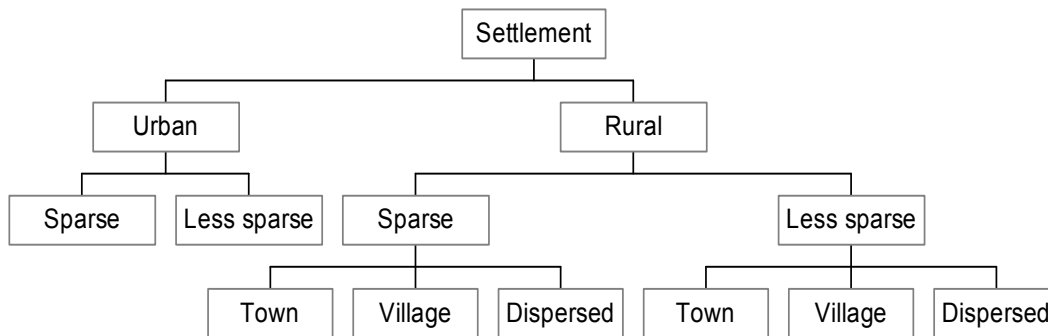 Settlement
Urban Rural
Sparse Less sparse Sparse Less sparse
Town Village Dispersed Town Village Dispersed